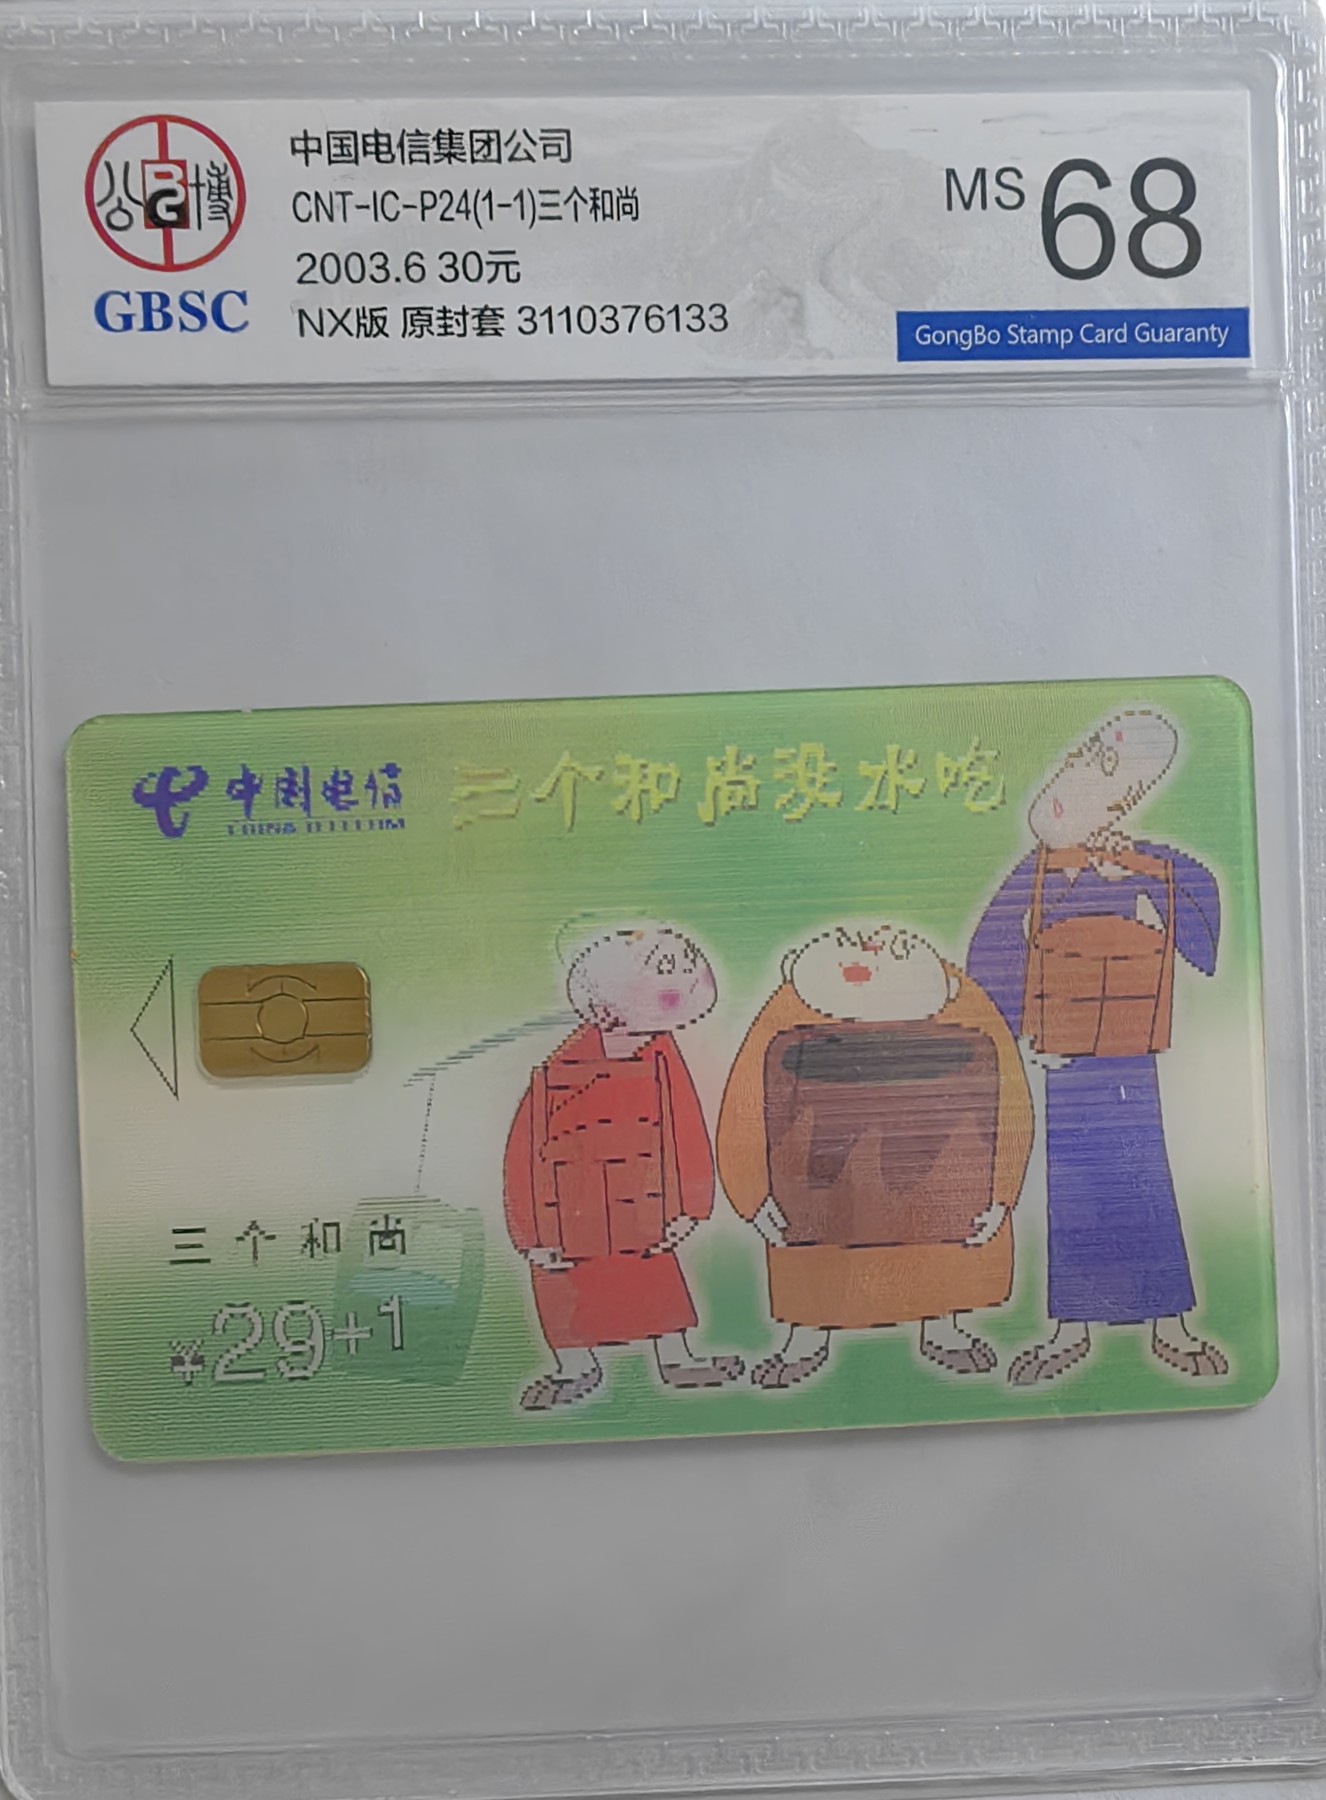 公博
GBSC
中国电信集团公司
CNT-IC-P24(1-1)三个和尚
2003.6 30元
NX版 原封套 3110376133
MS 68
GongBo Stamp Card Guaranty
中国电信
CHINA TELECOM
三个和尚没水吃
三个和尚
¥29+1